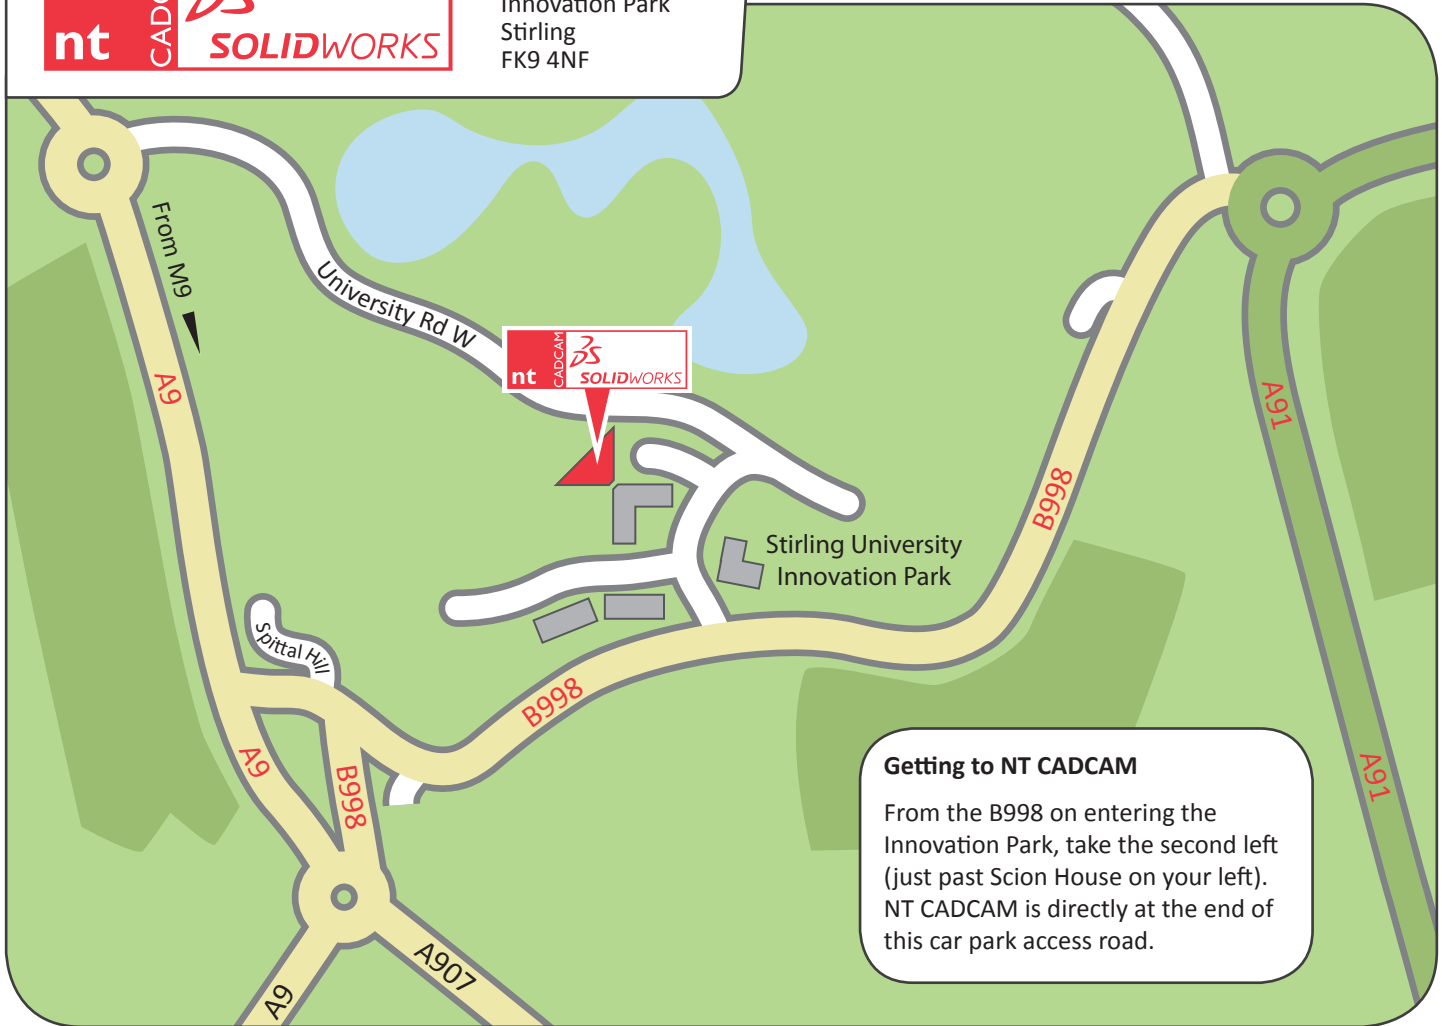 Innovation Park
Stirling
FK9 4NF
nt
CADC
SOLIDWORKS
From M9
University Rd W
nt
CADCAM
SOLIDWORKS
A9
A91
B998
Stirling University
Innovation Park
Spittal Hill
B998
A9
B998
A91
A907
A9
Getting to NT CADCAM
From the B998 on entering the
Innovation Park, take the second left
(just past Scion House on your left).
NT CADCAM is directly at the end of
this car park access road.